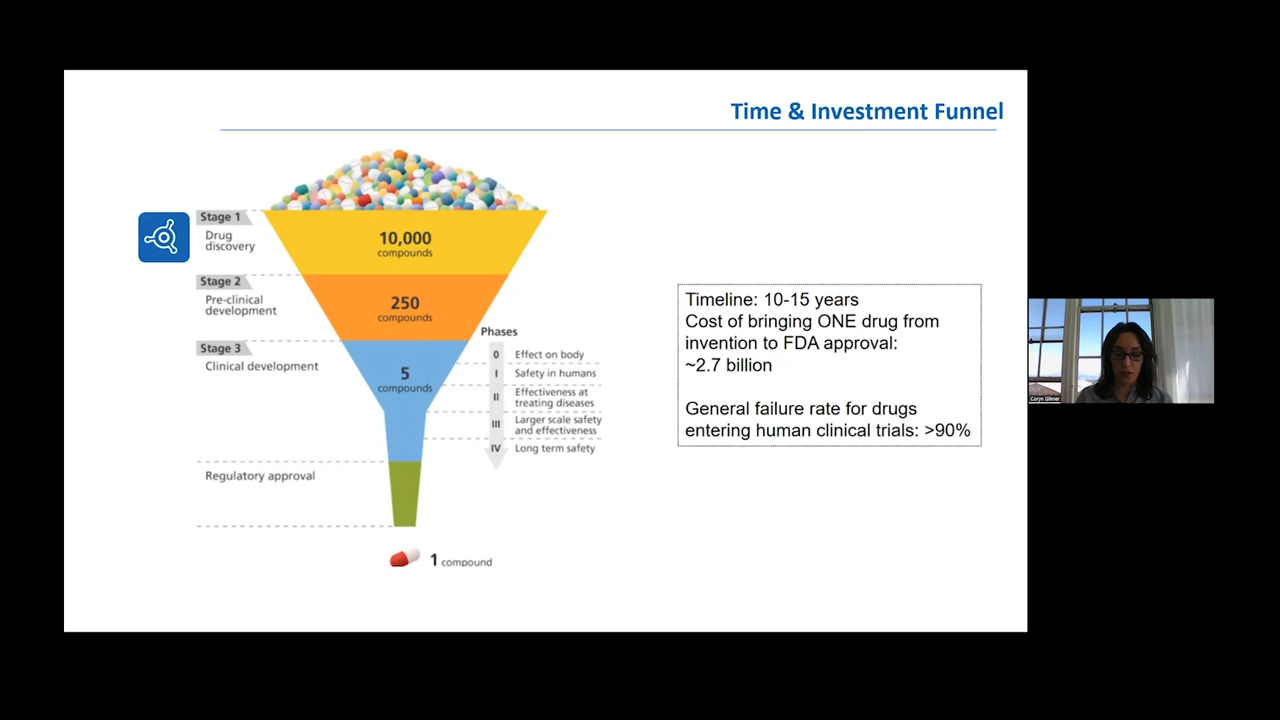 Time & Investment Funnel
Stage 1
Drug
discovery
10,000
compounds
Stage 2
Pre-clinical
development
250
compounds
Stage 3
Clinical development
5
compounds
Phases
0 Effect on body
I Safety in humans
II Effectiveness at
treating diseases
III Larger scale safety
and effectiveness
IV Long term safety
Regulatory approval
1 compound
Timeline: 10-15 years
Cost of bringing ONE drug from
invention to FDA approval:
~2.7 billion
General failure rate for drugs
entering human clinical trials: >90%
Coryn Gilmer